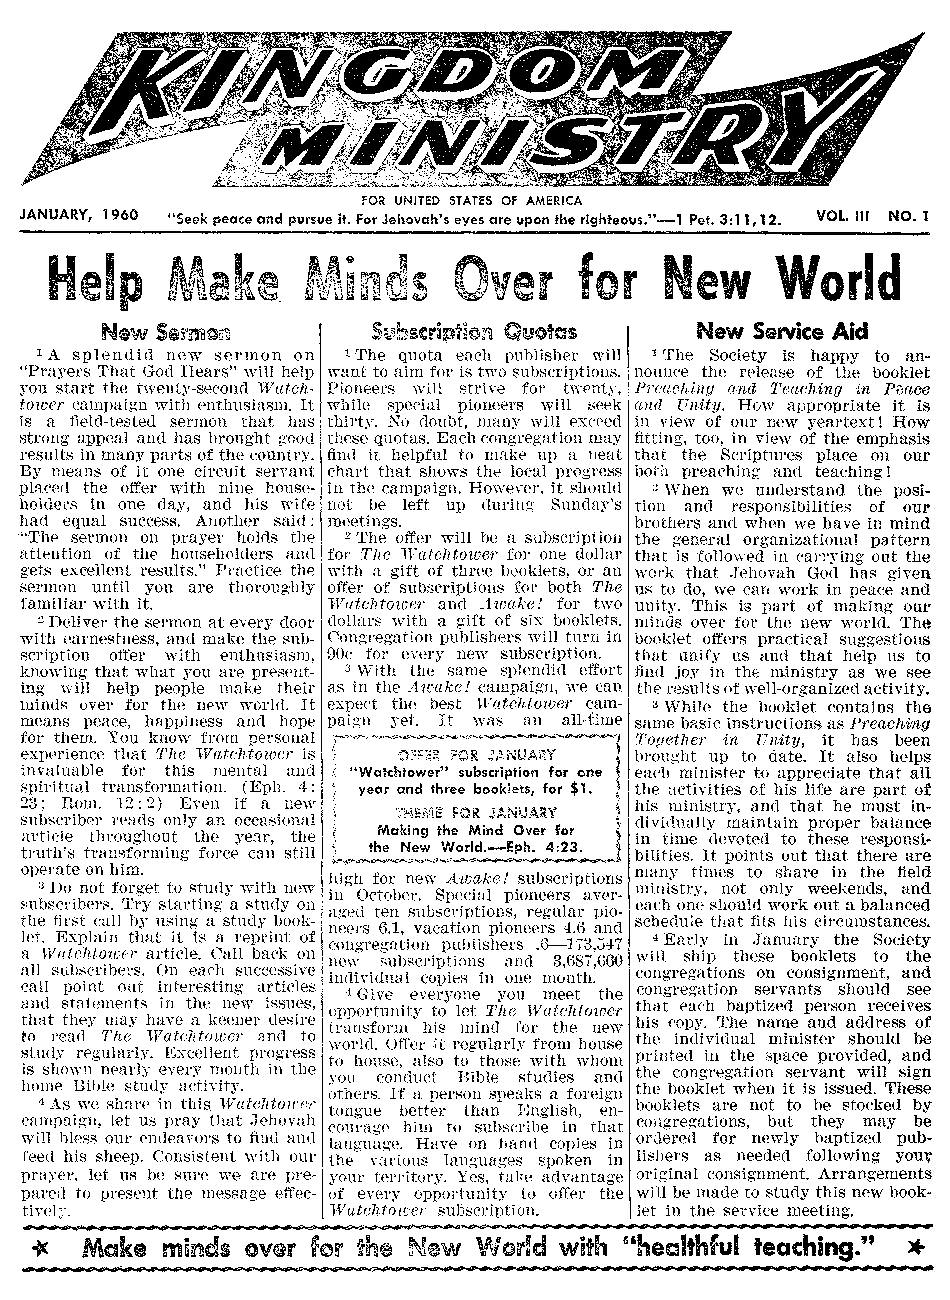 KINGDOM
MINISTRY
FOR UNITED STATES OF AMERICA
JANUARY, 1960 "Seek peace and pursue it. For Jehovah's eyes are upon the righteous."—1 Pet. 3:11,12. VOL. III NO. 1
Help Make Minds Over for New World
New Sermon
1 A splendid new sermon on
"Prayers That God Hears" will help
you start the twenty-second Watch-
tower campaign with enthusiasm. It
is a field-tested sermon that has
strong appeal and has brought good
results in many parts of the country.
By means of it one circuit servant
placed the offer with nine house-
holders in one day, and his wife
had equal success. Another said:
"The sermon on prayer holds the
attention of the householders and
gets excellent results." Practice the
sermon until you are thoroughly
familiar with it.
2 Deliver the sermon at every door
with earnestness, and make the sub-
scription offer with enthusiasm,
knowing that what you are present-
ing will help people make their
minds over for the new world. It
means peace, happiness and hope
for them. You know from personal
experience that The Watchtower is
invaluable for this mental and
spiritual transformation. (Eph. 4:
23; Rom. 12:2) Even if a new
subscriber reads only an occasional
article throughout the year, the
truth's transforming force can still
operate on him.
3 Do not forget to study with new
subscribers. Try starting a study on
the first call by using a study book-
let. Explain that it is a reprint of
a Watchtower article. Call back on
all subscribers. On each successive
call point out interesting articles
and statements in the new issues,
that they may have a keener desire
to read The Watchtower and to
study regularly. Excellent progress
is shown nearly every month in the
home Bible study activity.
4 As we share in this Watchtower
campaign, let us pray that Jehovah
will bless our endeavors to find and
feed his sheep. Consistent with our
prayer, let us be sure we are pre-
pared to present the message effec-
tively.
Subscription Quotas
1 The quota each publisher will
want to aim for is two subscriptions.
Pioneers will strive for twenty,
while special pioneers will seek
thirty. No doubt, many will exceed
these quotas. Each congregation may
find it helpful to make up a neat
chart that shows the local progress
in the campaign. However, it should
not be left up during Sunday's
meetings.
2 The offer will be a subscription
for The Watchtower for one dollar
with a gift of three booklets, or an
offer of subscriptions for both The
Watchtower and Awake! for two
dollars with a gift of six booklets.
Congregation publishers will turn in
90c for every new subscription.
3 With the same splendid effort
as in the Awake! campaign, we can
expect the best Watchtower cam-
paign yet. It was an all-time
OFFER FOR JANUARY
"Watchtower" subscription for one
year and three booklets, for $1.
THEME FOR JANUARY
Making the Mind Over for
the New World.—Eph. 4:23.
high for new Awake! subscriptions
in October. Special pioneers aver-
aged ten subscriptions, regular pio-
neers 6.1, vacation pioneers 4.6 and
congregation publishers .6—173,547
new subscriptions and 3,687,660
individual copies in one month.
4 Give everyone you meet the
opportunity to let The Watchtower
transform his mind for the new
world. Offer it regularly from house
to house, also to those with whom
you conduct Bible studies and
others. If a person speaks a foreign
tongue better than English, en-
courage him to subscribe in that
language. Have on hand copies in
the various languages spoken in
your territory. Yes, take advantage
of every opportunity to offer the
Watchtower subscription.
New Service Aid
1 The Society is happy to an-
nounce the release of the booklet
Preaching and Teaching in Peace
and Unity. How appropriate it is
in view of our new yeartext! How
fitting, too, in view of the emphasis
that the Scriptures place on our
both preaching and teaching!
2 When we understand the posi-
tion and responsibilities of our
brothers and when we have in mind
the general organizational pattern
that is followed in carrying out the
work that Jehovah God has given
us to do, we can work in peace and
unity. This is part of making our
minds over for the new world. The
booklet offers practical suggestions
that unify us and that help us to
find joy in the ministry as we see
the results of well-organized activity.
3 While the booklet contains the
same basic instructions as Preaching
Together in Unity, it has been
brought up to date. It also helps
each minister to appreciate that all
the activities of his life are part of
his ministry, and that he must in-
dividually maintain proper balance
in time devoted to these responsi-
bilities. It points out that there are
many times to share in the field
ministry, not only weekends, and
each one should work out a balanced
schedule that fits his circumstances.
4 Early in January the Society
will ship these booklets to the
congregations on consignment, and
congregation servants should see
that each baptized person receives
his copy. The name and address of
the individual minister should be
printed in the space provided, and
the congregation servant will sign
the booklet when it is issued. These
booklets are not to be stocked by
congregations, but they may be
ordered for newly baptized pub-
lishers as needed following your
original consignment. Arrangements
will be made to study this new book-
let in the service meeting.
★ Make minds over for the New World with "healthful teaching." ★